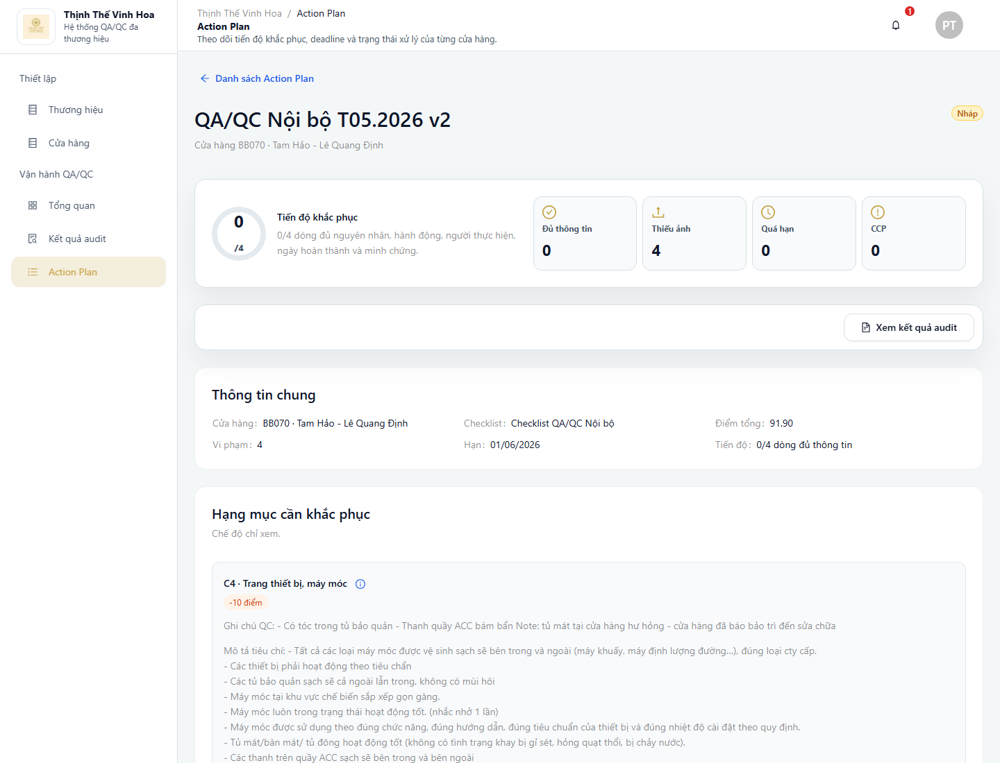 Thịnh Thế Vinh Hoa
Hệ thống QA/QC đa
thương hiệu
Thiết lập
Thương hiệu
Cửa hàng
Vận hành QA/QC
Tổng quan
Kết quả audit
Action Plan
Thịnh Thế Vinh Hoa / Action Plan
Action Plan
Theo dõi tiến độ khắc phục, deadline và trạng thái xử lý của từng cửa hàng.
1
PT
Danh sách Action Plan
QA/QC Nội bộ T05.2026 v2
Nháp
Cửa hàng BB070 · Tam Hảo - Lê Quang Định
0
/4
Tiến độ khắc phục
0/4 dòng đủ nguyên nhân, hành động, người thực hiện,
ngày hoàn thành và minh chứng.
Đủ thông tin
0
Thiếu ảnh
4
Quá hạn
0
CCP
0
Xem kết quả audit
Thông tin chung
Cửa hàng: BB070 · Tam Hảo - Lê Quang Định
Checklist: Checklist QA/QC Nội bộ
Điểm tổng: 91.90
Vi phạm: 4
Hạn: 01/06/2026
Tiến độ: 0/4 dòng đủ thông tin
Hạng mục cần khắc phục
Chế độ chỉ xem.
C4 · Trang thiết bị, máy móc
-10 điểm
Ghi chú QC: - Có tóc trong tủ bảo quản - Thanh quầy ACC bám bẩn Note: tủ mát tại cửa hàng hư hỏng - cửa hàng đã báo bảo trì đến sửa chữa
Mô tả tiêu chí: - Tất cả các loại máy móc được vệ sinh sạch sẽ bên trong và ngoài (máy khuấy, máy định lượng đường...), đúng loại cty cấp.
- Các thiết bị phải hoạt động theo tiêu chẩn
- Các tủ bảo quản sạch sẽ cả ngoài lẫn trong, không có mùi hôi
- Máy móc tại khu vực chế biến sắp xếp gọn gàng.
- Máy móc luôn trong trạng thái hoạt động tốt. (nhắc nhở 1 lần)
- Máy móc được sử dụng theo đúng chức năng, đúng hướng dẫn, đúng tiêu chuẩn của thiết bị và đúng nhiệt độ cài đặt theo quy định.
- Tủ mát/bàn mát/ tủ đông hoạt động tốt (không có tình trạng khay bị gỉ sét, hỏng quạt thổi, bị chảy nước).
- Các thanh trên quầy ACC sạch sẽ bên trong và bên ngoài